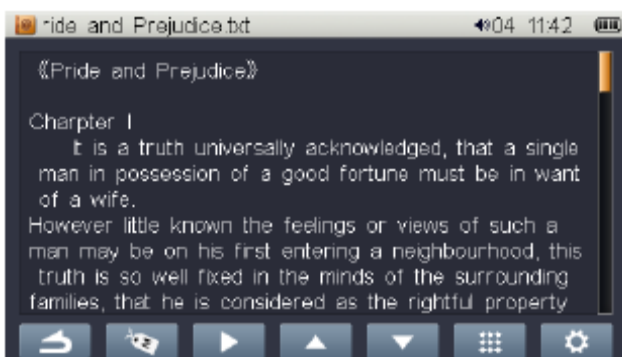 ride and Prejudice.txt 04 11:42
《Pride and Prejudice》
Charpter I
It is a truth universally acknowledged, that a single
man in possession of a good fortune must be in want
of a wife.
However little known the feelings or views of such a
man may be on his first entering a neighbourhood, this
truth is so well fixed in the minds of the surrounding
families, that he is considered as the rightful property